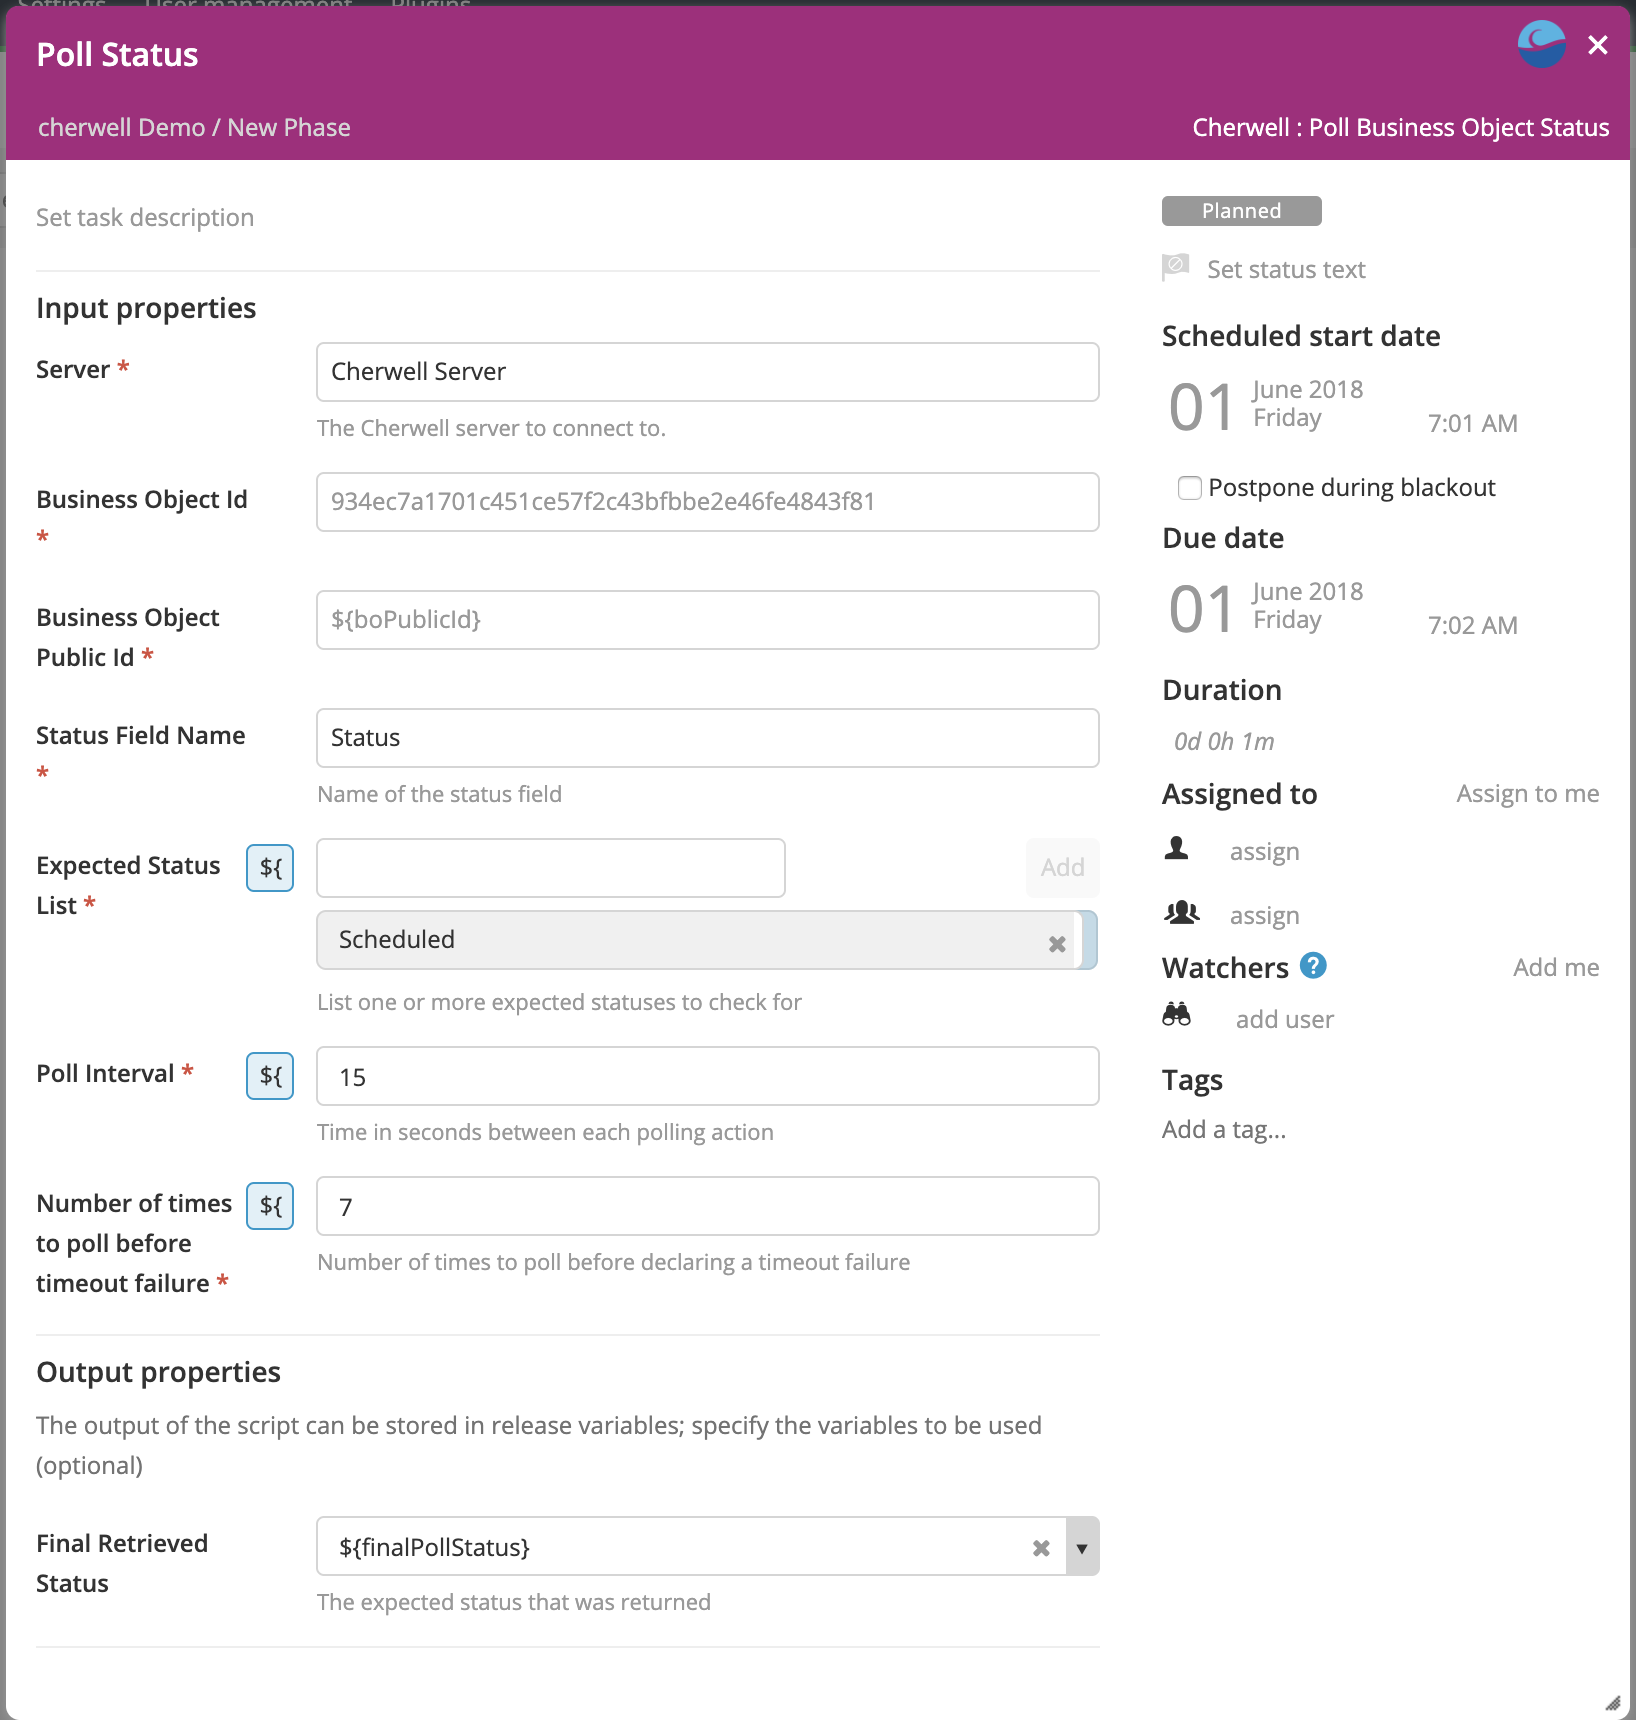 Settings User management Plugins
Poll Status
cherwell Demo / New Phase
Cherwell : Poll Business Object Status
Set task description
Input properties
Server *
Cherwell Server
The Cherwell server to connect to.
Business Object Id
*
934ec7a1701c451ce57f2c43bfbbe2e46fe4843f81
Business Object
Public Id *
${boPublicId}
Status Field Name
*
Status
Name of the status field
Expected Status
List *
${
Add
Scheduled
List one or more expected statuses to check for
Poll Interval *
${
15
Time in seconds between each polling action
Number of times
to poll before
timeout failure *
${
7
Number of times to poll before declaring a timeout failure
Output properties
The output of the script can be stored in release variables; specify the variables to be used
(optional)
Final Retrieved
Status
${finalPollStatus}
The expected status that was returned
Planned
Set status text
Scheduled start date
01
June 2018
Friday
7:01 AM
Postpone during blackout
Due date
01
June 2018
Friday
7:02 AM
Duration
0d 0h 1m
Assigned to
Assign to me
assign
assign
Watchers ?
Add me
add user
Tags
Add a tag...